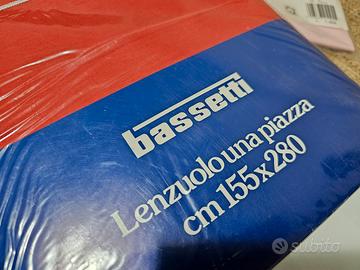 bassetti
Lenzuolo una piazza
cm 155x280
subito